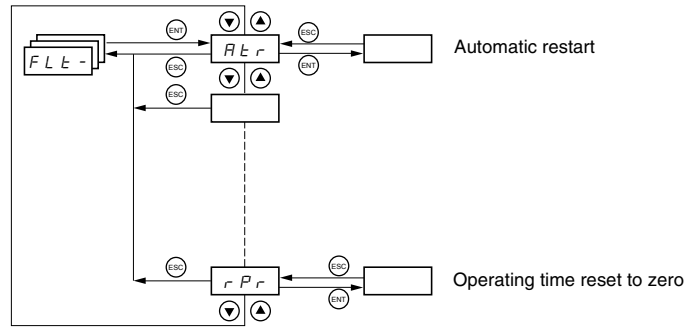 ENT
ESC
FLt-
Atr
ESC
ENT
Automatic restart
ESC
ESC
ESC
rPr
ESC
ENT
Operating time reset to zero